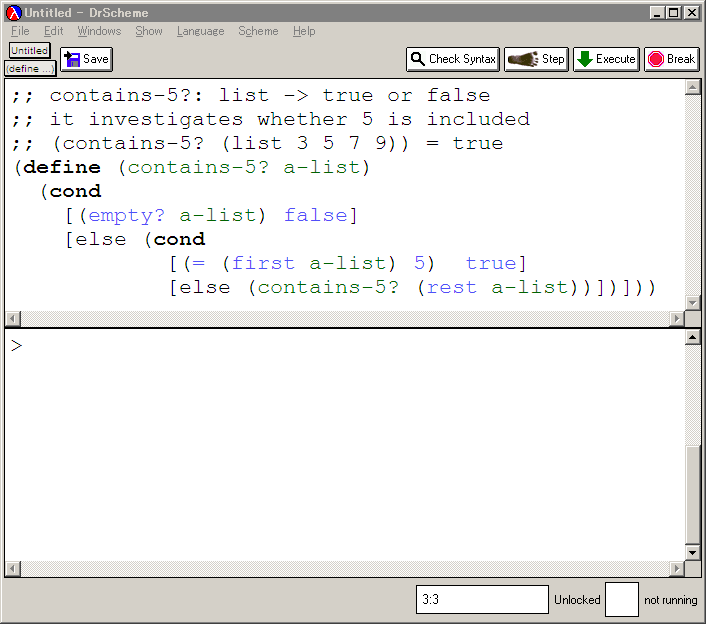 Untitled - DrScheme
File Edit Windows Show Language Scheme Help
Untitled
(define ...)
Save
Check Syntax
Step
Execute
Break
;; contains-5?: list -> true or false
;; it investigates whether 5 is included
;; (contains-5? (list 3 5 7 9)) = true
(define (contains-5? a-list)
  (cond
    [(empty? a-list) false]
    [else (cond
            [(= (first a-list) 5)  true]
            [else (contains-5? (rest a-list))])]))
>
3:3
Unlocked
not running